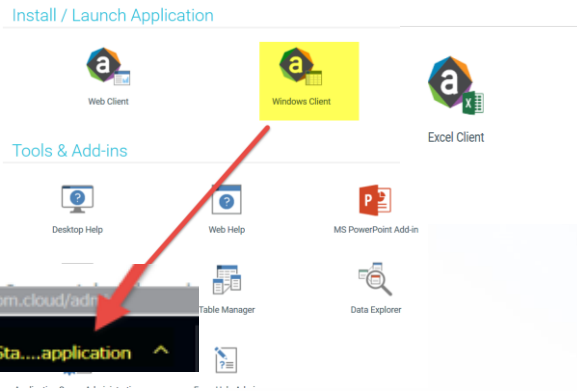 Install / Launch Application
Web Client
Windows Client
Excel Client
Tools & Add-ins
Desktop Help
Web Help
MS PowerPoint Add-in
om.cloud/adm
Table Manager
Data Explorer
Sta....application